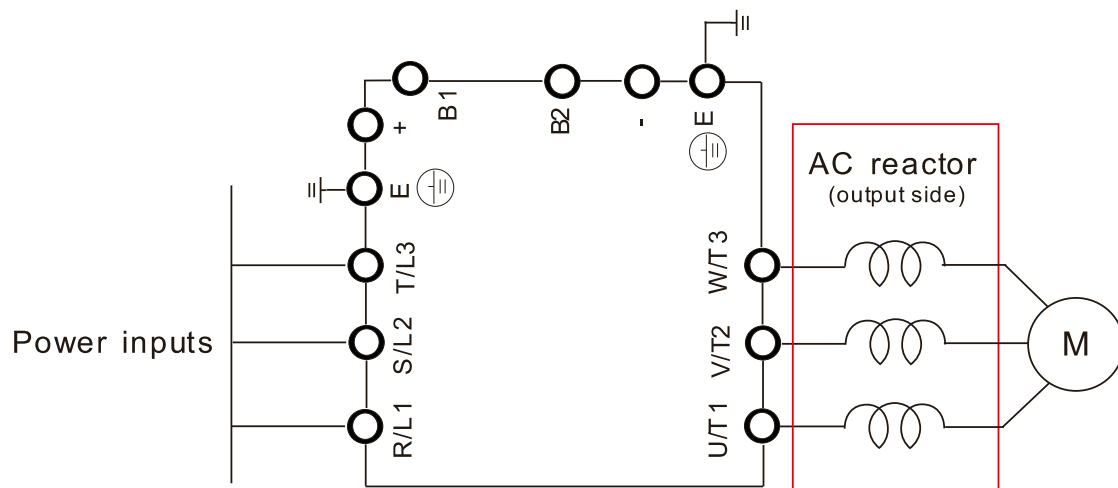 B1
B2
-
E
+
E
T/L3
S/L2
R/L1
Power inputs
W/T3
V/T2
U/T1
AC reactor
(output side)
M